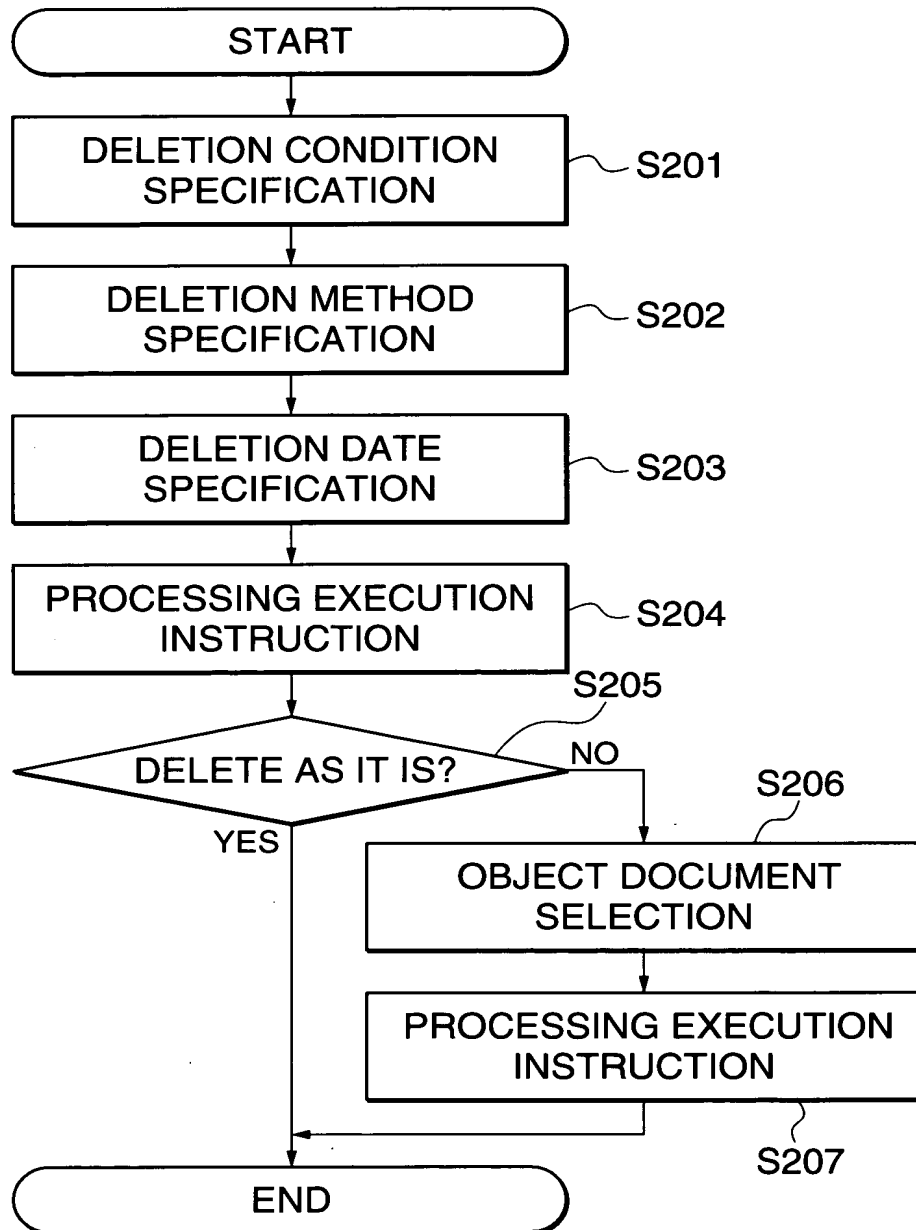 START
DELETION CONDITION
SPECIFICATION
S201
DELETION METHOD
SPECIFICATION
S202
DELETION DATE
SPECIFICATION
S203
PROCESSING EXECUTION
INSTRUCTION
S204
S205
DELETE AS IT IS?
NO
YES
S206
OBJECT DOCUMENT
SELECTION
PROCESSING EXECUTION
INSTRUCTION
S207
END